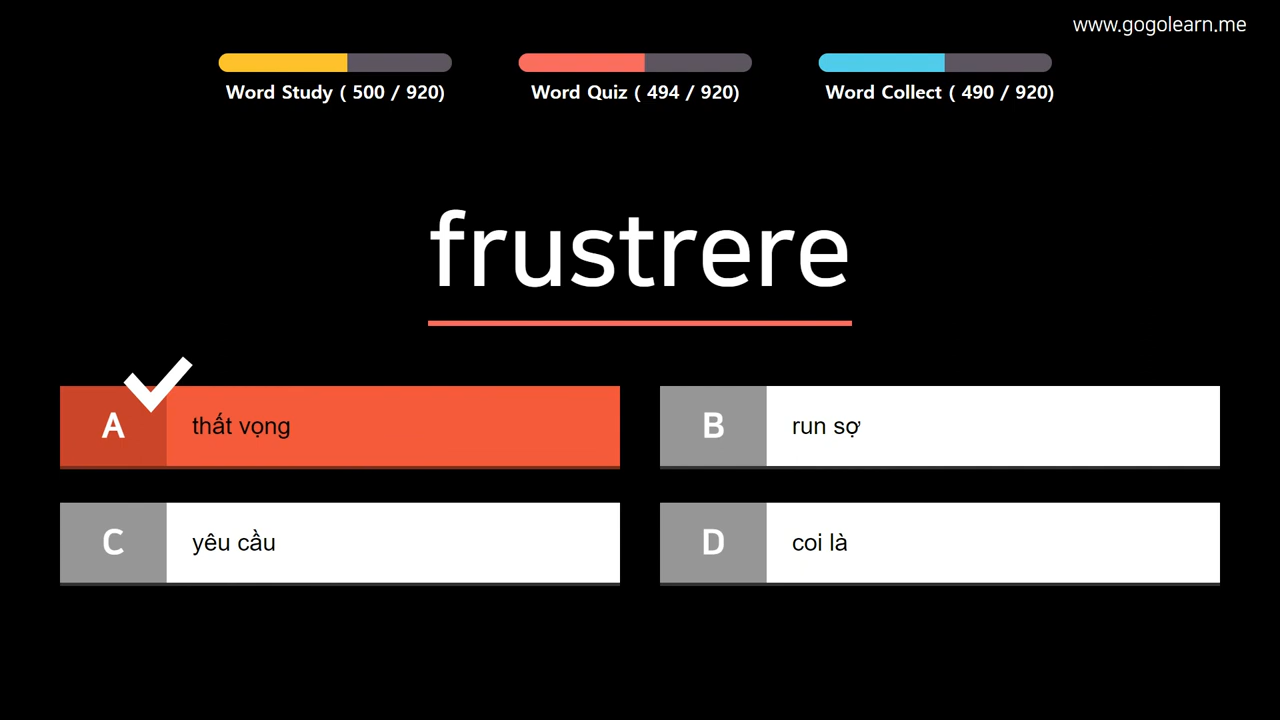 www.gogolearn.me
Word Study ( 500 / 920)
Word Quiz ( 494 / 920)
Word Collect ( 490 / 920)
frustrere
A thất vọng
B run sợ
C yêu cầu
D coi là